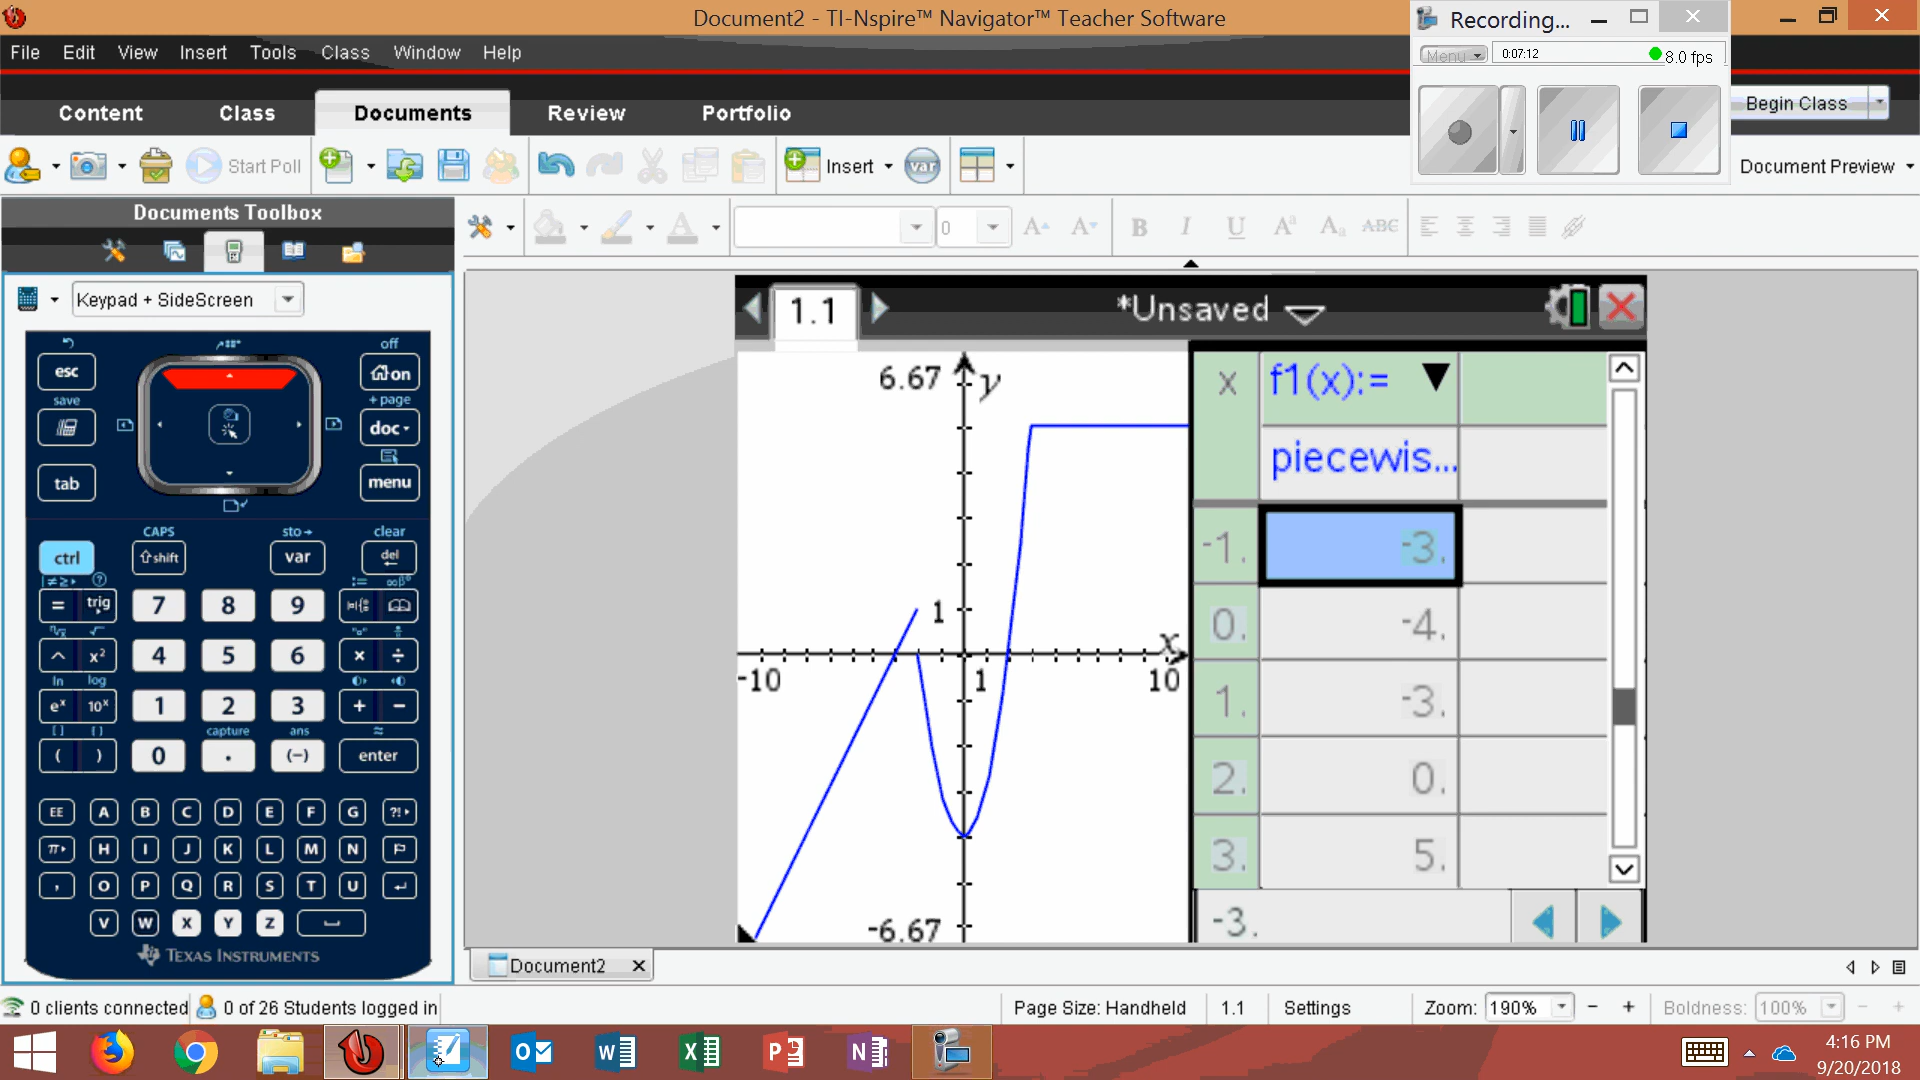 Document2 - TI-Nspire™ Navigator™ Teacher Software
Recording...
File Edit View Insert Tools Class Window Help
Menu 0:07:12 8.0 fps
Content Class Documents Review Portfolio
Begin Class
Start Poll Insert var Document Preview
Documents Toolbox
0 A A B I U Aa Aa ABC
Keypad + SideScreen
1.1 *Unsaved
off
esc on
save + page
doc
tab menu
CAPS sto→ clear
ctrl shift var del
= trig 7 8 9
^ x² 4 5 6 × ÷
ln log
eˣ 10ˣ 1 2 3 + −
[ ] { } capture ans ≈
( ) 0 . (−) enter
EE A B C D E F G ?!
π H I J K L M N
, O P Q R S T U
V W X Y Z
TEXAS INSTRUMENTS
6.67 y
1
x
-10 1 10
-6.67
x f1(x):= ▼
piecewis...
-1. -3.
0. -4.
1. -3.
2. 0.
3. 5.
-3.
Document2
0 clients connected 0 of 26 Students logged in Page Size: Handheld 1.1 Settings Zoom: 190% − + Boldness: 100% − +
4:16 PM
9/20/2018